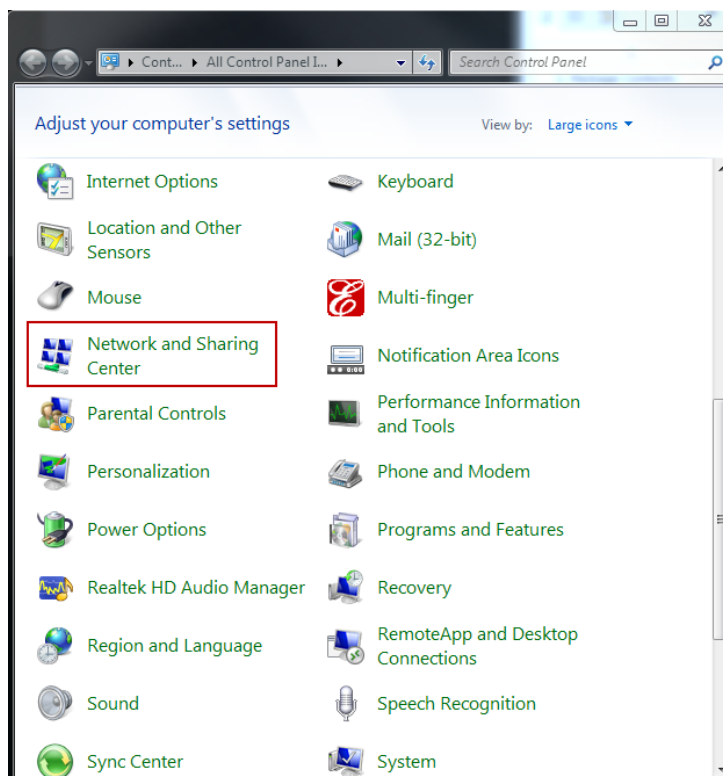 Cont... All Control Panel I...
Search Control Panel
Adjust your computer's settings
View by: Large icons
Internet Options
Keyboard
Location and Other
Sensors
Mail (32-bit)
Mouse
Multi-finger
Network and Sharing
Center
Notification Area Icons
Parental Controls
Performance Information
and Tools
Personalization
Phone and Modem
Power Options
Programs and Features
Realtek HD Audio Manager
Recovery
Region and Language
RemoteApp and Desktop
Connections
Sound
Speech Recognition
Sync Center
System